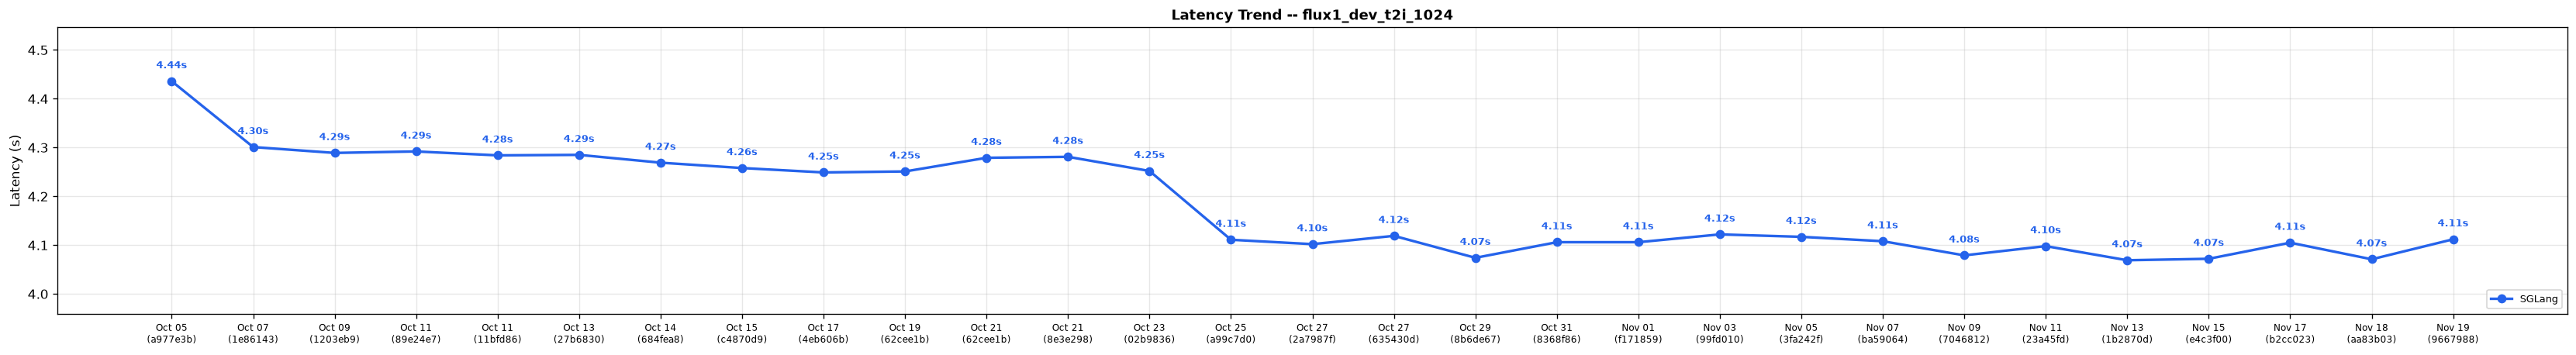 Latency Trend -- flux1_dev_t2i_1024
Latency (s)
4.5
4.4
4.3
4.2
4.1
4.0
4.44s
4.30s
4.29s
4.29s
4.28s
4.29s
4.27s
4.26s
4.25s
4.25s
4.28s
4.28s
4.25s
4.11s
4.10s
4.12s
4.07s
4.11s
4.11s
4.12s
4.12s
4.11s
4.08s
4.10s
4.07s
4.07s
4.11s
4.07s
4.11s
SGLang
Oct 05
(a977e3b)
Oct 07
(1e86143)
Oct 09
(1203eb9)
Oct 11
(89e24e7)
Oct 11
(11bfd86)
Oct 13
(27b6830)
Oct 14
(684fea8)
Oct 15
(c4870d9)
Oct 17
(4eb606b)
Oct 19
(62cee1b)
Oct 21
(62cee1b)
Oct 21
(8e3e298)
Oct 23
(02b9836)
Oct 25
(a99c7d0)
Oct 27
(2a7987f)
Oct 27
(635430d)
Oct 29
(8b6de67)
Oct 31
(8368f86)
Nov 01
(f171859)
Nov 03
(99fd010)
Nov 05
(3fa242f)
Nov 07
(ba59064)
Nov 09
(7046812)
Nov 11
(23a45fd)
Nov 13
(1b2870d)
Nov 15
(e4c3f00)
Nov 17
(b2cc023)
Nov 18
(aa83b03)
Nov 19
(9667988)